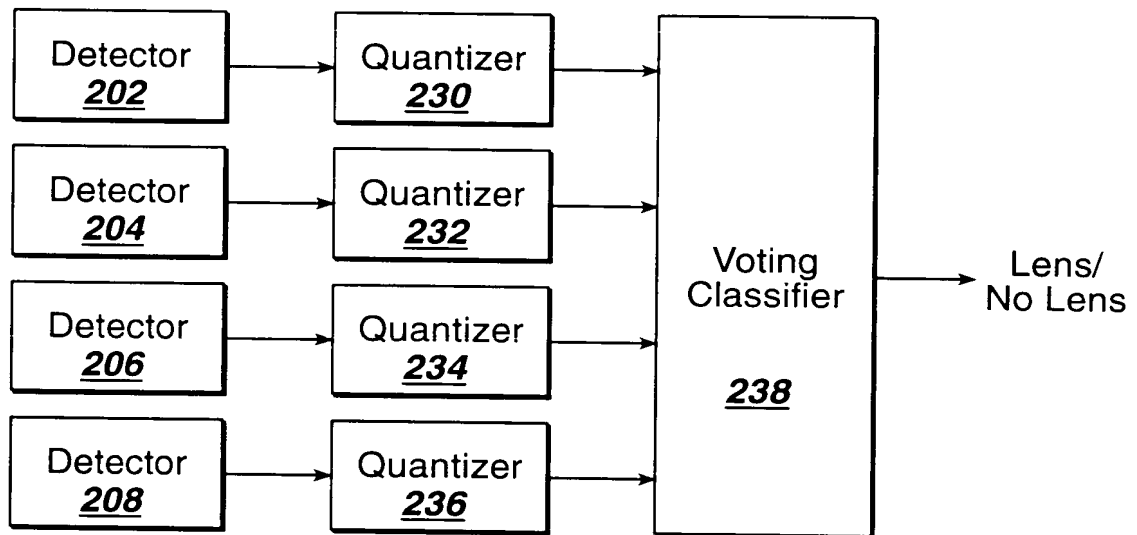 Detector
202
Quantizer
230
Detector
204
Quantizer
232
Detector
206
Quantizer
234
Detector
208
Quantizer
236
Voting
Classifier
238
Lens/
No Lens